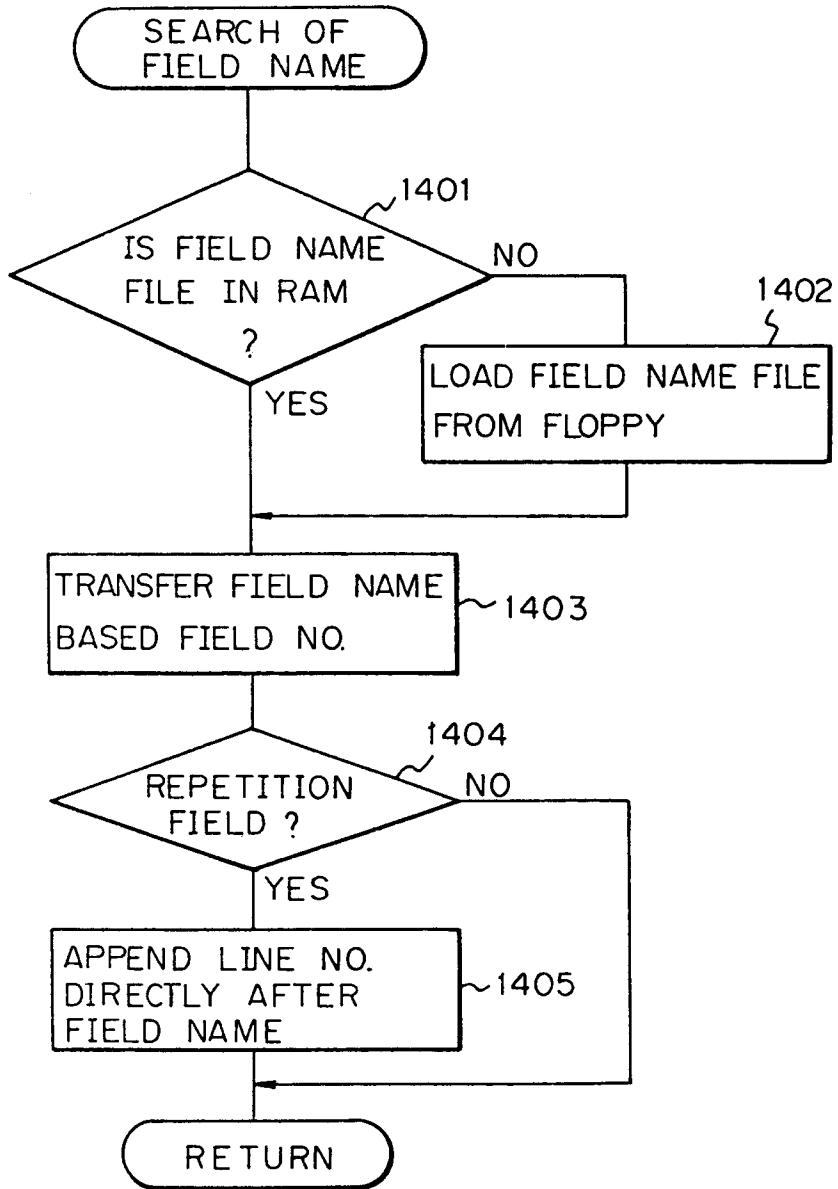 SEARCH OF
FIELD NAME
1401
IS FIELD NAME
FILE IN RAM
?
NO
1402
LOAD FIELD NAME FILE
FROM FLOPPY
YES
TRANSFER FIELD NAME
BASED FIELD NO.
1403
1404
REPETITION
FIELD ?
NO
YES
APPEND LINE NO.
DIRECTLY AFTER
FIELD NAME
1405
RETURN